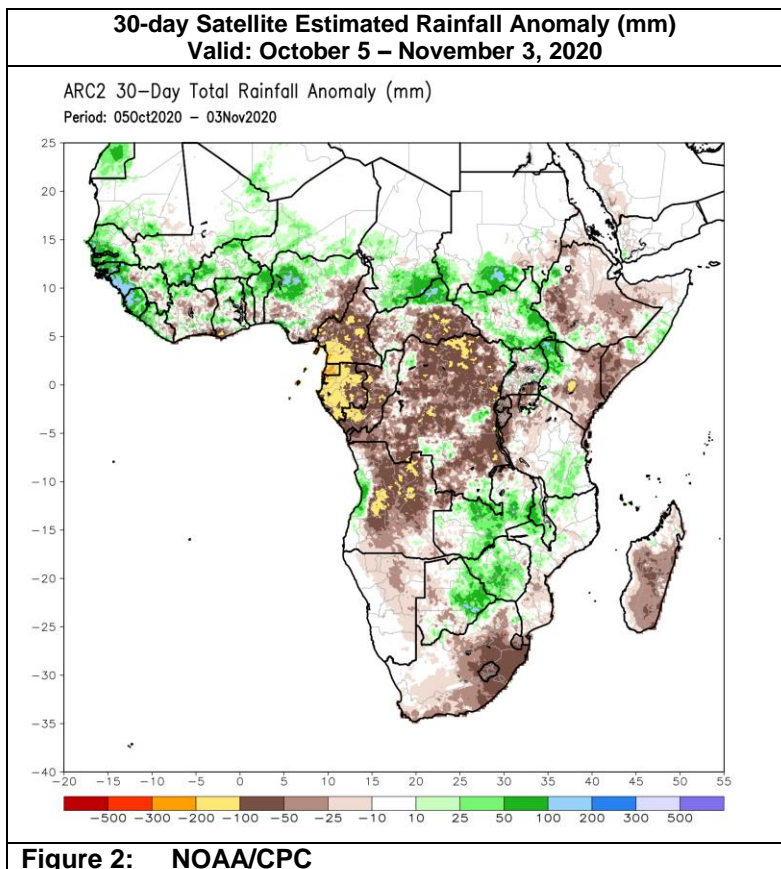 30-day Satellite Estimated Rainfall Anomaly (mm)
Valid: October 5 – November 3, 2020
ARC2 30-Day Total Rainfall Anomaly (mm)
Period: 05Oct2020 - 03Nov2020
25
20
15
10
5
0
-5
-10
-15
-20
-25
-30
-35
-40
-20 -15 -10 -5 0 5 10 15 20 25 30 35 40 45 50 55
-500 -300 -200 -100 -50 -25 -10 10 25 50 100 200 300 500
Figure 2: NOAA/CPC